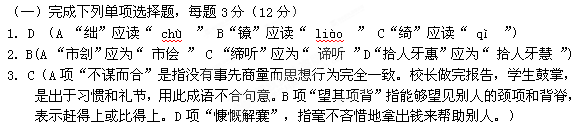 （一）完成下列单项选择题，每题 3分（12分）
1. D （A “绌”应读“ chù ” B“镣”应读“ liào ” C“绮”应读“ qǐ ”）
2. B(A “市刽”应为“ 市侩 ” C “缔听”应为“ 谛听 ”D“拾人牙惠”应为“ 拾人牙慧 ”）
3. C（A 项“不谋而合”是指没有事先商量而思想行为完全一致。校长做完报告，学生鼓掌，
是出于习惯和礼节，用此成语不合句意。B 项“望其项背”指能够望见别人的颈项和背脊，
表示赶得上或比得上。D 项“慷慨解囊”，指毫不吝惜地拿出钱来帮助别人。）